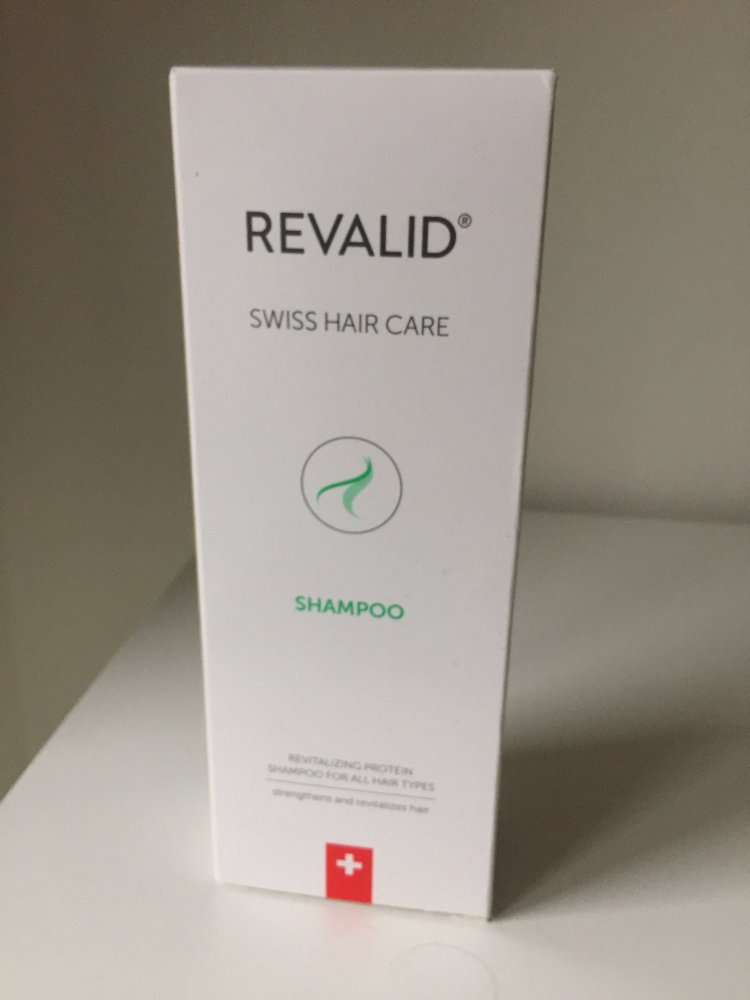 REVALID®
SWISS HAIR CARE
SHAMPOO
REVITALIZING PROTEIN
SHAMPOO FOR ALL HAIR TYPES
strengthens and revitalizes hair